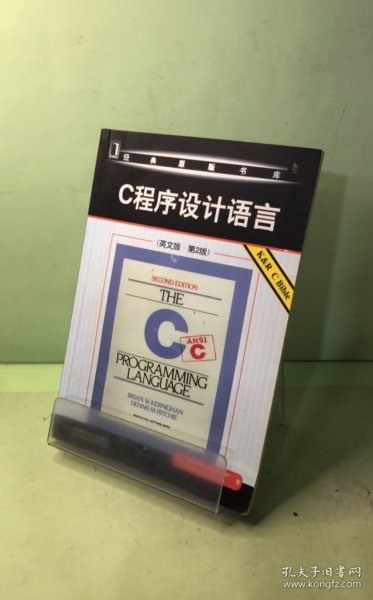 经典原版书库
C程序设计语言
(英文版·第2版)
K&R C Bible
SECOND EDITION
THE
C
ANSI
C
PROGRAMMING
LANGUAGE
BRIAN W. KERNIGHAN
DENNIS M. RITCHIE
孔夫子旧书网
www.kongfz.com